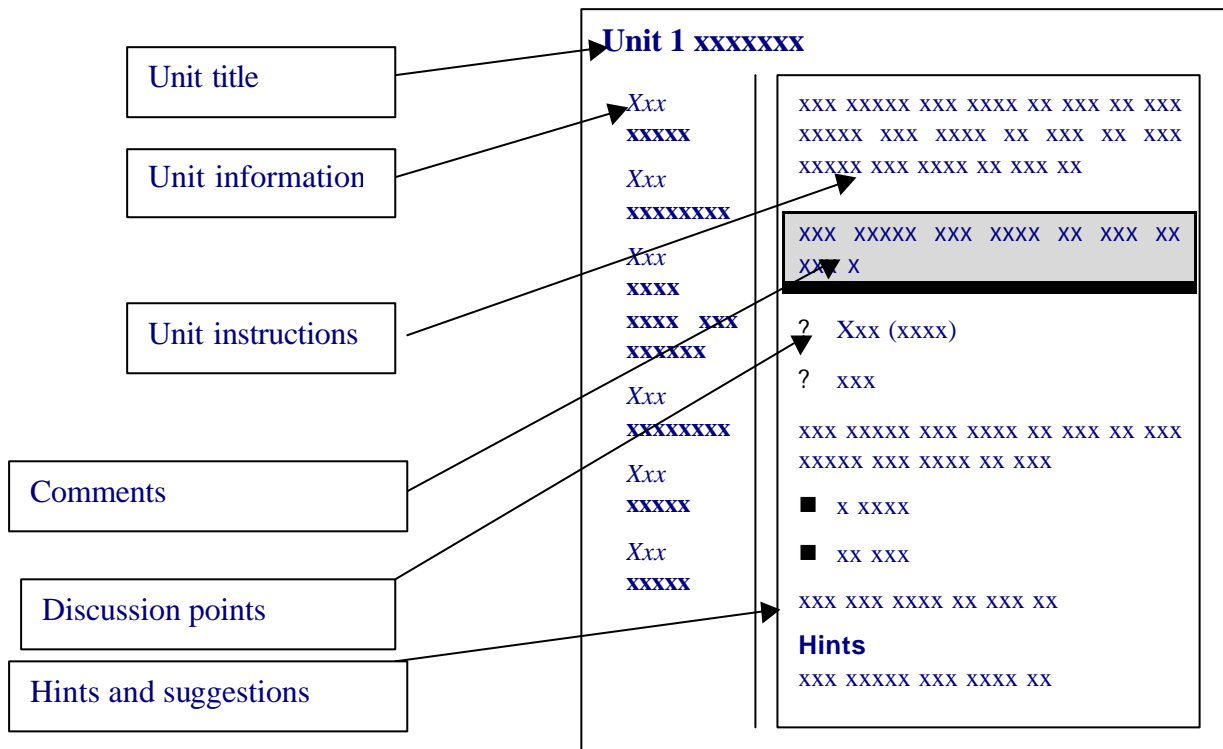 Unit title
Unit information
Unit instructions
Comments
Discussion points
Hints and suggestions
Unit 1 xxxxxxx
Xxx
xxxxx
Xxx
xxxxxxxx
Xxx
xxxx
xxxx xxx
xxxxxx
Xxx
xxxxxxxx
Xxx
xxxxx
Xxx
xxxxx
xxx xxxxx xxx xxxx xx xxx xx xxx
xxxxx xxx xxxx xx xxx xx xxx
xxxxx xxx xxxx xx xxx xx
xxx xxxxx xxx xxxx xx xxx xx
xxx x
? Xxx (xxxx)
? xxx
xxx xxxxx xxx xxxx xx xxx xx xxx
xxxxx xxx xxxx xx xxx
■ x xxxx
■ xx xxx
xxx xxx xxxx xx xxx xx
Hints
xxx xxxxx xxx xxxx xx